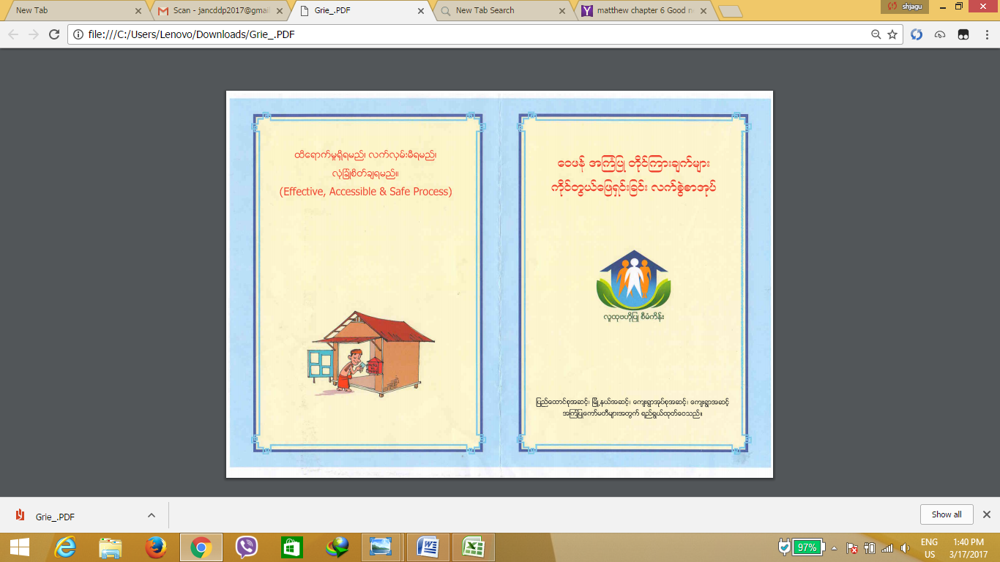 New Tab
Scan - jancddp2017@gmai
Grie_.PDF
New Tab Search
matthew chapter 6 Good n
shjagu
file:///C:/Users/Lenovo/Downloads/Grie_.PDF
ထိရောက်မှုရှိရမည်၊ လက်လှမ်းမီရမည်၊
လုံခြုံစိတ်ချရမည်။
(Effective, Accessible & Safe Process)
ဝေဖန် အကြံပြု တိုင်ကြားချက်များ
ကိုင်တွယ်ဖြေရှင်းခြင်း လက်စွဲစာအုပ်
လူထုဗဟိုပြု စီမံကိန်း
ပြည်ထောင်စုအဆင့်၊ မြို့နယ်အဆင့်၊ ကျေးရွာအုပ်စုအဆင့်၊ ကျေးရွာအဆင့်
အကြံပြုကော်မတီများအတွက် ရည်ရွယ်ထုတ်ဝေသည်။
Grie_.PDF
Show all
97%
ENG
US
1:40 PM
3/17/2017